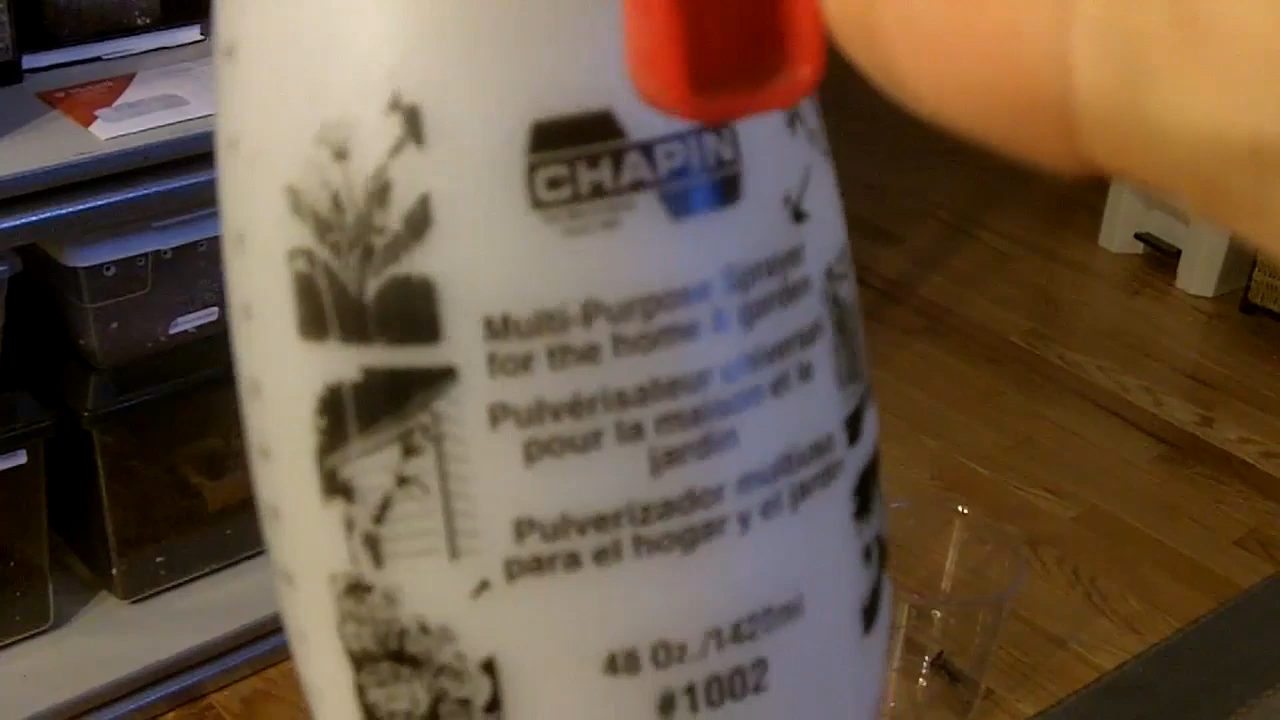 CHAPIN
Multi-Purpose Sprayer
for the home & garden
Pulvérisateur universel
pour la maison et le
jardin
Pulverizador multiuso
para el hogar y el jardín
48 Oz./1420ml
#1002